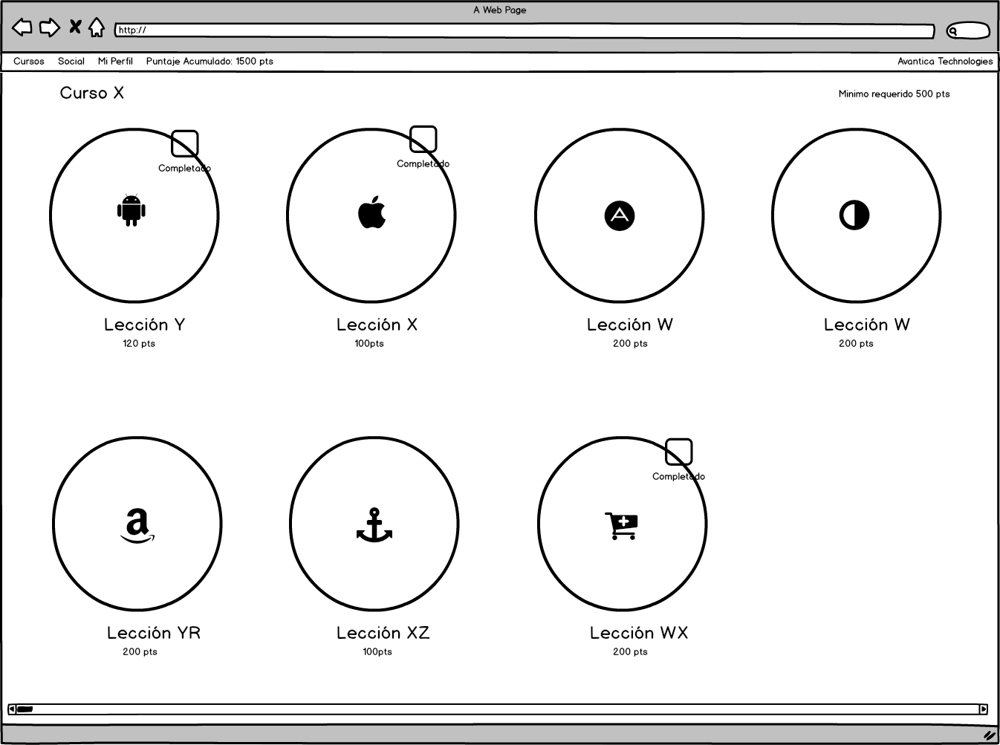 A Web Page
http://
Cursos Social Mi Perfil Puntaje Acumulado: 1500 pts Avantica Technologies
Curso X Minimo requerido 500 pts
Completado Completado
Lección Y Lección X Lección W Lección W
120 pts 100pts 200 pts 200 pts
Completado
Lección YR Lección XZ Lección WX
200 pts 100pts 200 pts